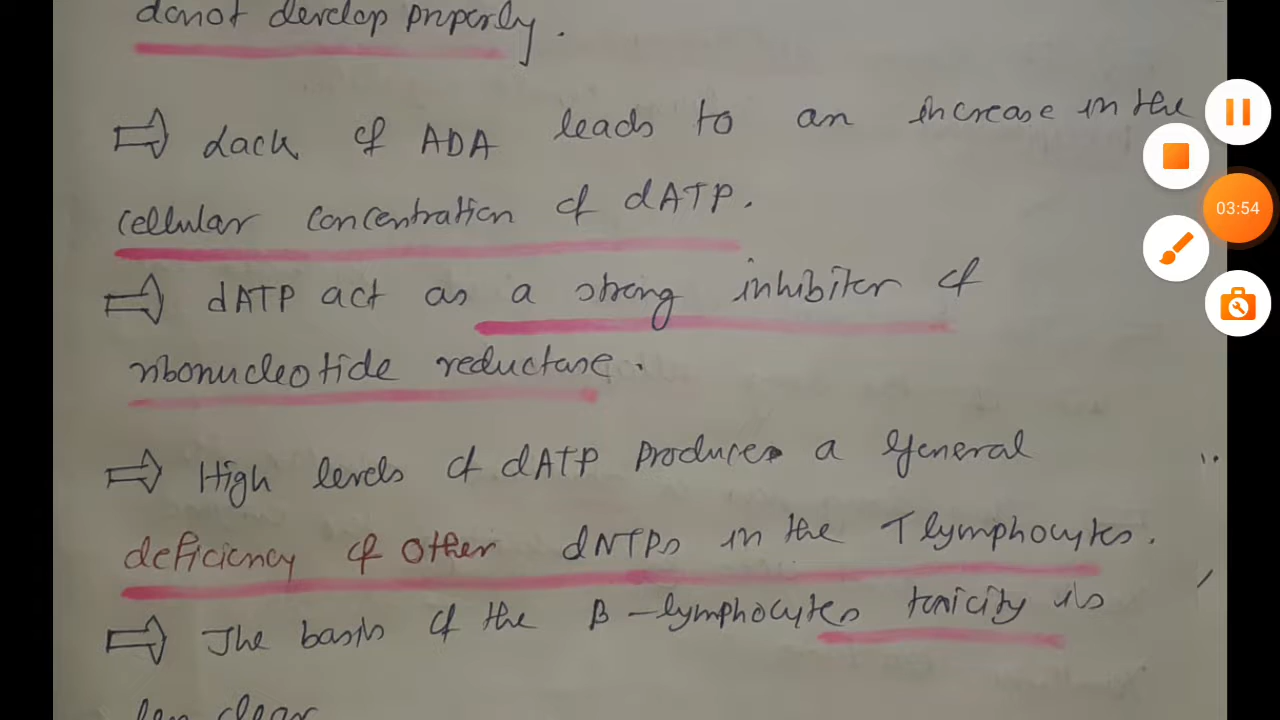 donot develop properly.
⇒ Lack of ADA leads to an increase in the
cellular concentration of dATP.
⇒ dATP act as a strong inhibitor of
ribonucleotide reductase.
⇒ High levels of dATP produces a general
deficiency of other dNTPs in the T lymphocytes.
⇒ The basis of the B-lymphocytes toxicity is
less clear
03:54